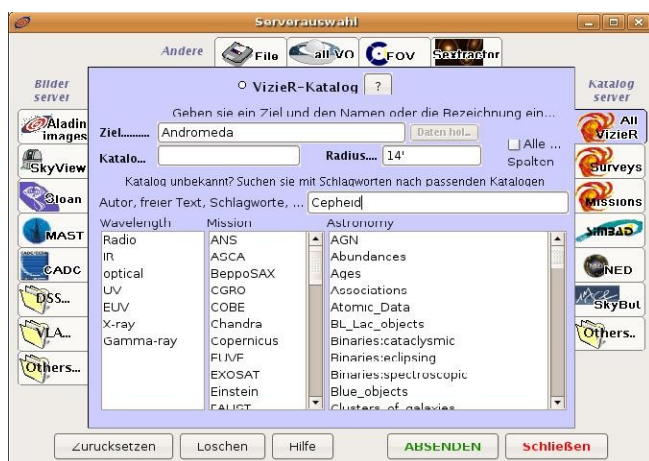 Serverauswahl
Andere File all-VO FOV Sextractor
Bilder server
Katalog server
VizieR-Katalog ?
Geben sie ein Ziel und den Namen oder die Bezeichnung ein...
Ziel......... Andromeda Daten hol...
Katalo... Radius.... 14' Alle ... Spalten
Katalog unbekannt? Suchen sie mit Schlagworten nach passenden Katalogen
Autor, freier Text, Schlagworte, ... Cepheid
Wavelength
Radio
IR
optical
UV
EUV
X-ray
Gamma-ray
Mission
ANS
ASCA
BeppoSAX
CGRO
COBE
Chandra
Copernicus
EUVE
EXOSAT
Einstein
FAUST
Astronomy
AGN
Abundances
Ages
Associations
Atomic_Data
BL_Lac_objects
Binaries:cataclysmic
Binaries:eclipsing
Binaries:spectroscopic
Blue_objects
Clusters_of_galaxies
Aladin images
SkyView
Sloan
MAST
CADC
DSS...
VLA...
Others...
All VizieR
Surveys
Missions
SIMBAD
NED
SkyBot
Others..
Zurucksetzen Loschen Hilfe ABSENDEN Schließen